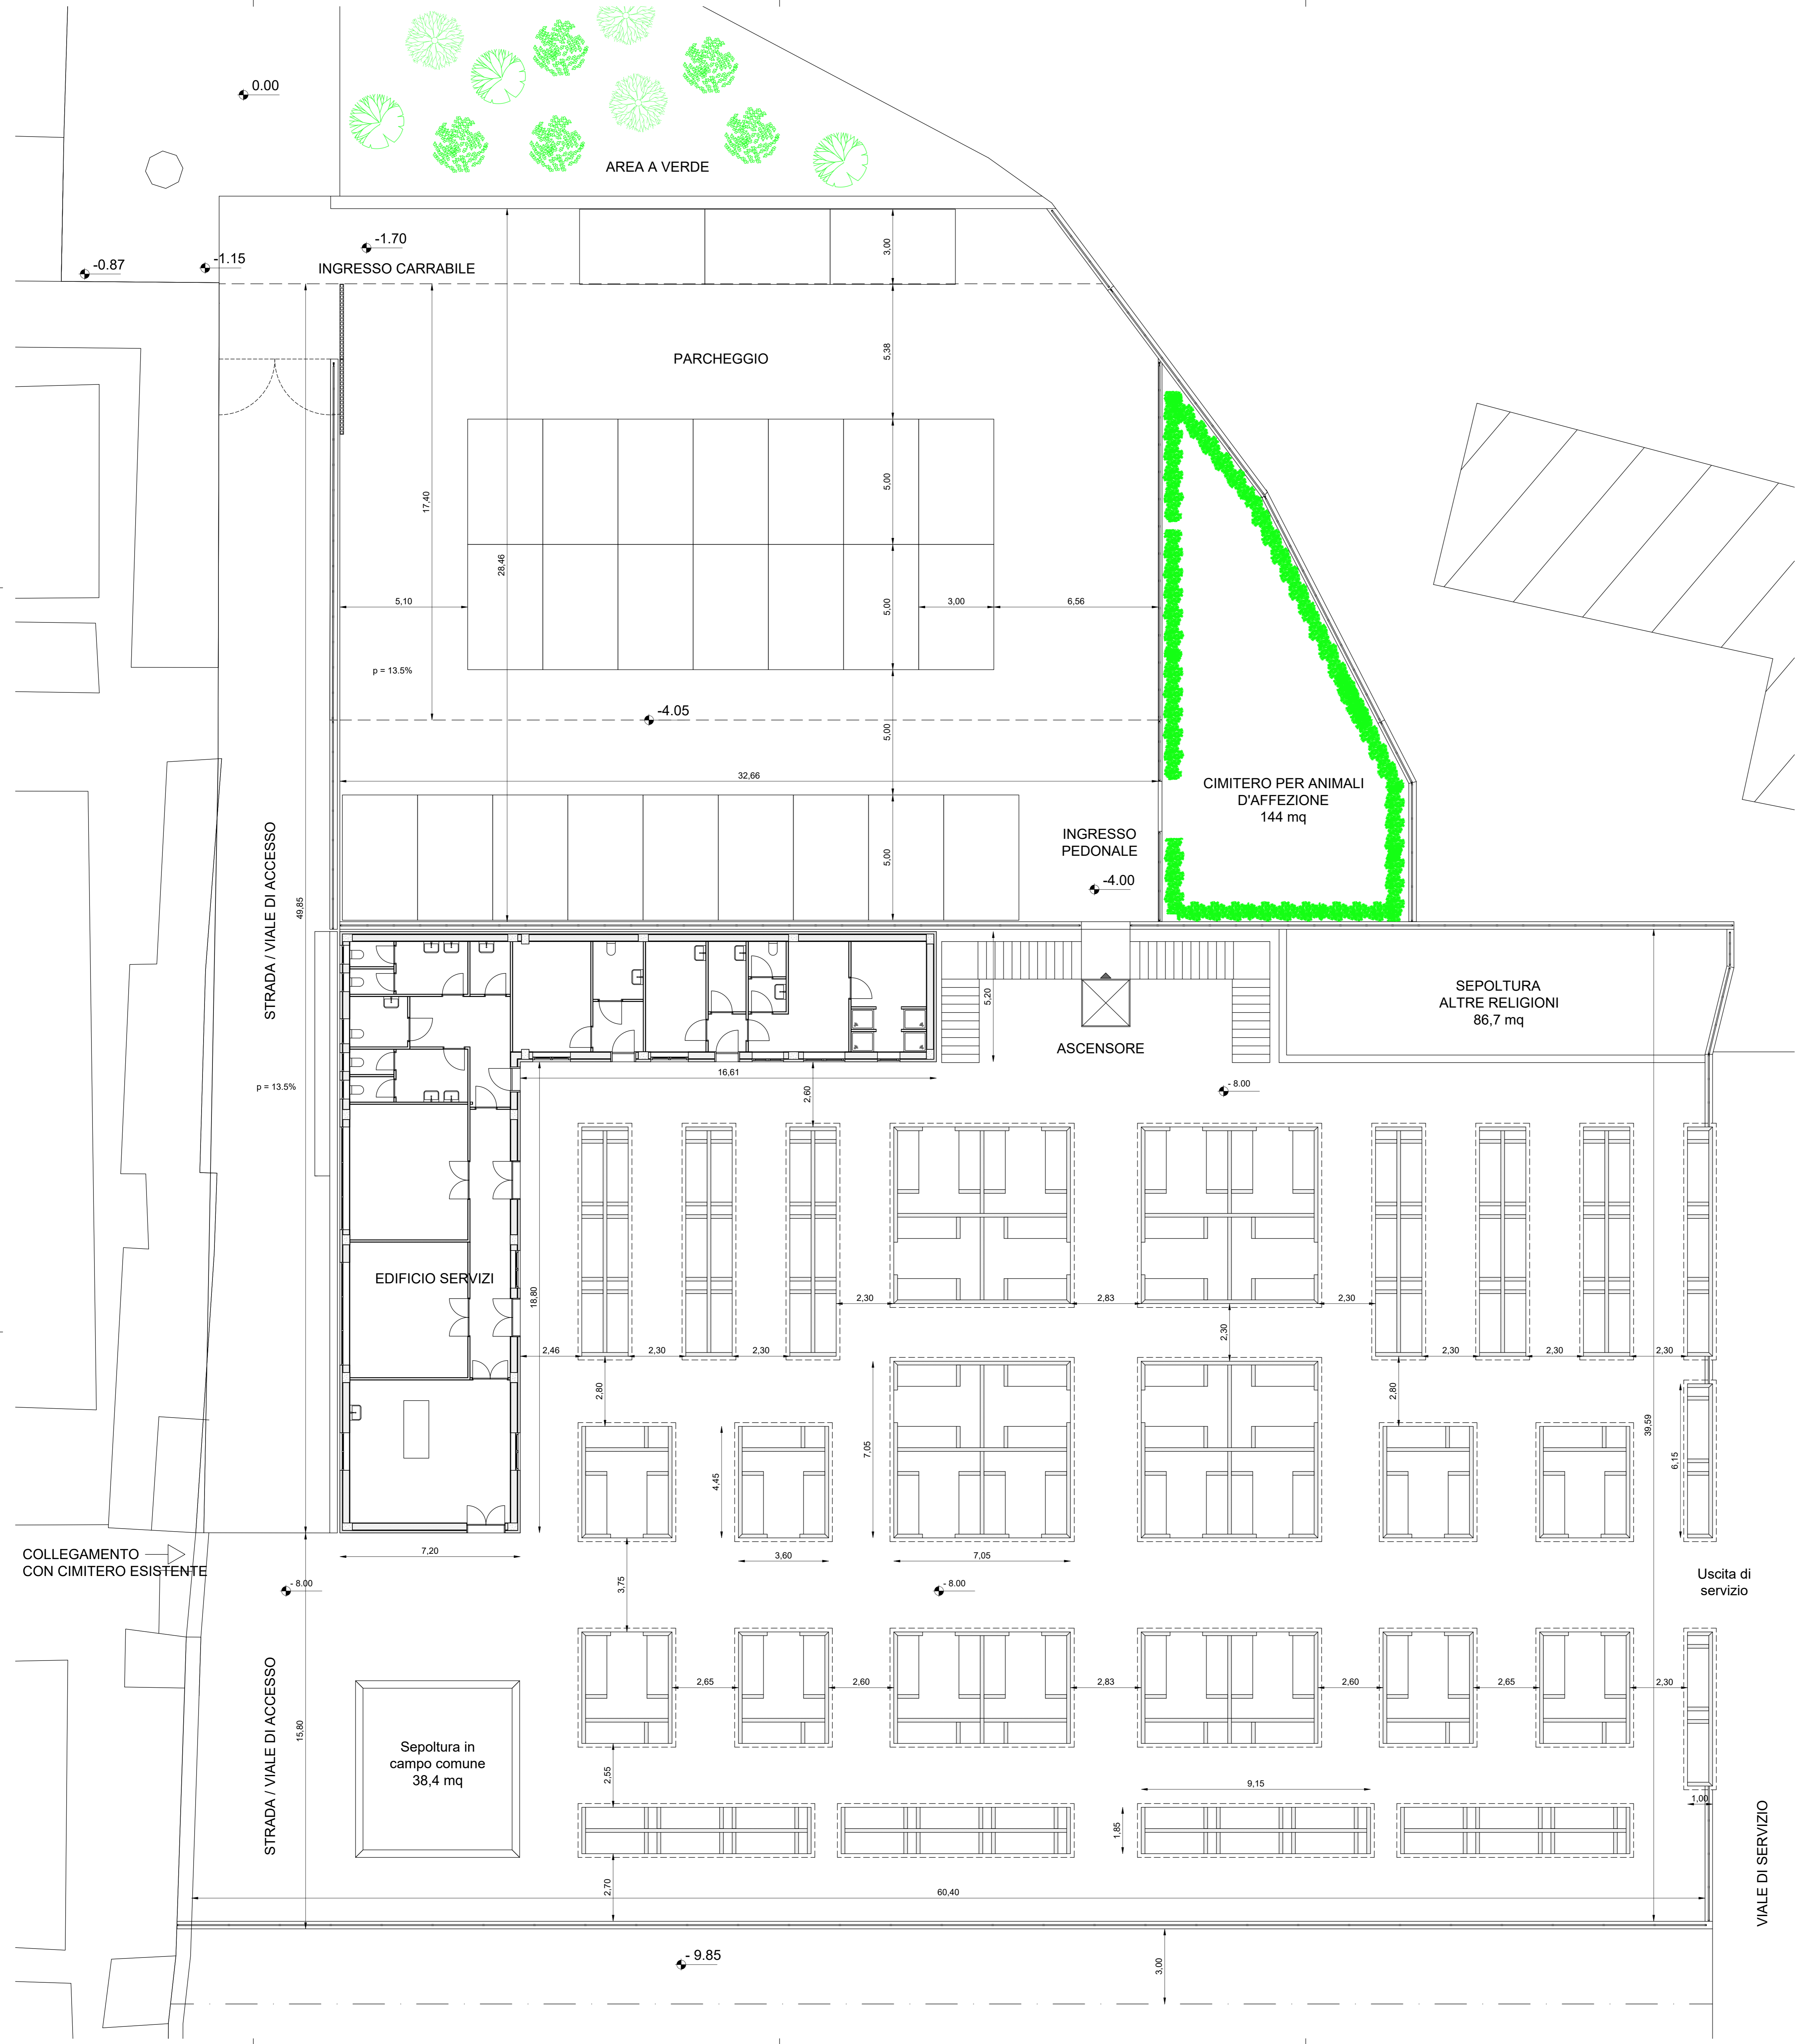 0.00
AREA A VERDE
-1.70
-0.87
-1.15
INGRESSO CARRABILE
3,00
PARCHEGGIO
5,38
17,40
28,46
5,00
5,10
5,00
3,00
6,56
p = 13.5%
-4.05
5,00
32,66
CIMITERO PER ANIMALI
D'AFFEZIONE
144 mq
INGRESSO
PEDONALE
5,00
-4.00
STRADA / VIALE DI ACCESSO
49,85
5,20
SEPOLTURA
ALTRE RELIGIONI
86,7 mq
ASCENSORE
16,61
p = 13.5%
2,60
- 8.00
EDIFICIO SERVIZI
18,80
2,30
2,83
2,30
2,30
2,46
2,30
2,30
2,30
2,30
2,30
2,80
2,80
39,59
4,45
7,05
6,15
COLLEGAMENTO
CON CIMITERO ESISTENTE
7,20
3,60
7,05
- 8.00
3,75
- 8.00
Uscita di
servizio
STRADA / VIALE DI ACCESSO
15,80
2,65
2,60
2,83
2,60
2,65
2,30
Sepoltura in
campo comune
38,4 mq
2,55
9,15
1,00
1,85
VIALE DI SERVIZIO
2,70
60,40
- 9.85
3,00